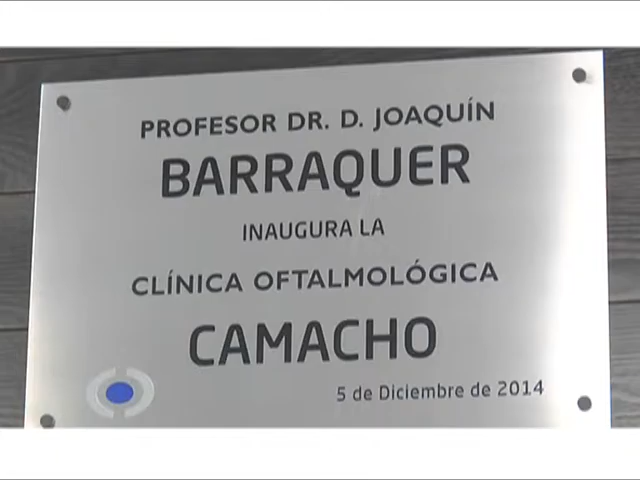 PROFESOR DR. D. JOAQUÍN
BARRAQUER
INAUGURA LA
CLÍNICA OFTALMOLÓGICA
CAMACHO
5 de Diciembre de 2014